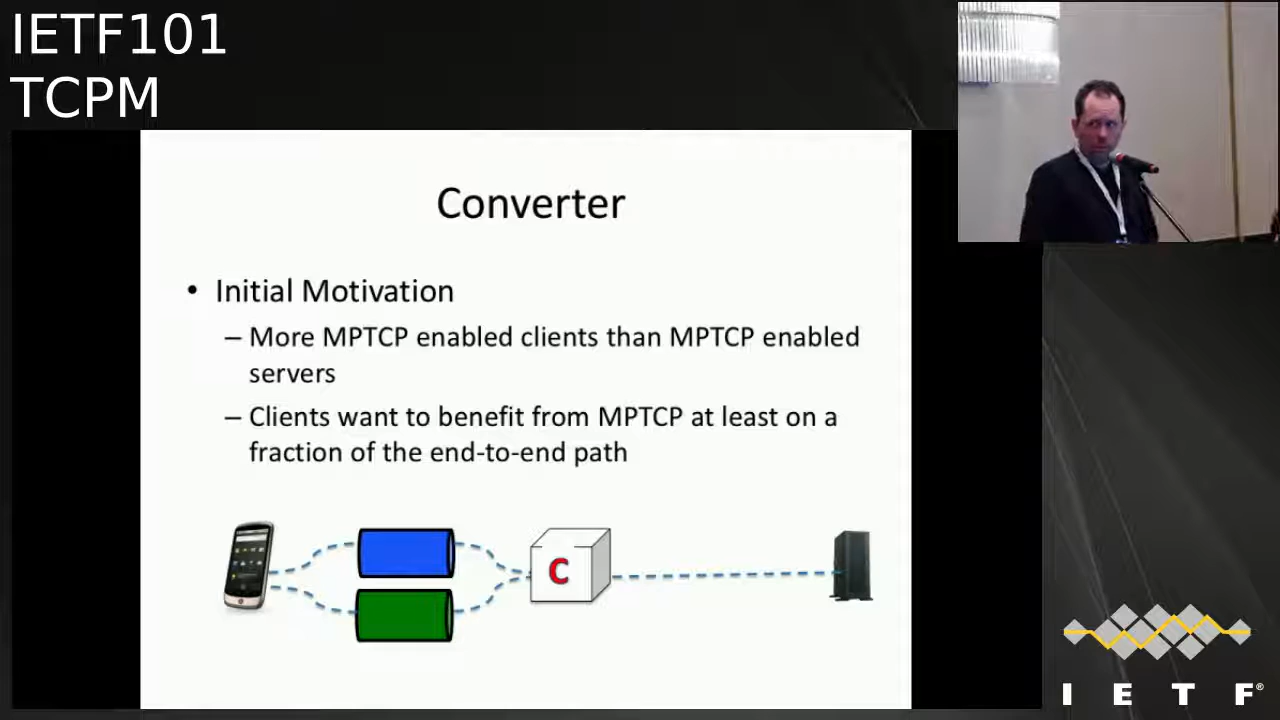 IETF101
TCPM
Converter
• Initial Motivation
– More MPTCP enabled clients than MPTCP enabled
servers
– Clients want to benefit from MPTCP at least on a
fraction of the end-to-end path
C
I E T F®